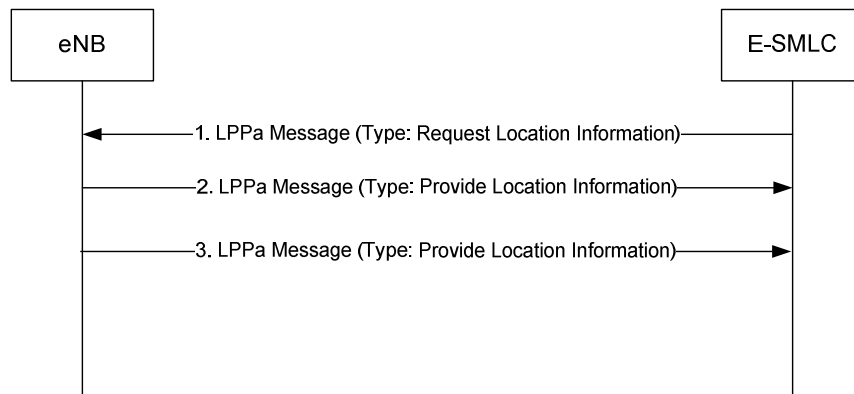 eNB
E-SMLC
1. LPPa Message (Type: Request Location Information)
2. LPPa Message (Type: Provide Location Information)
3. LPPa Message (Type: Provide Location Information)